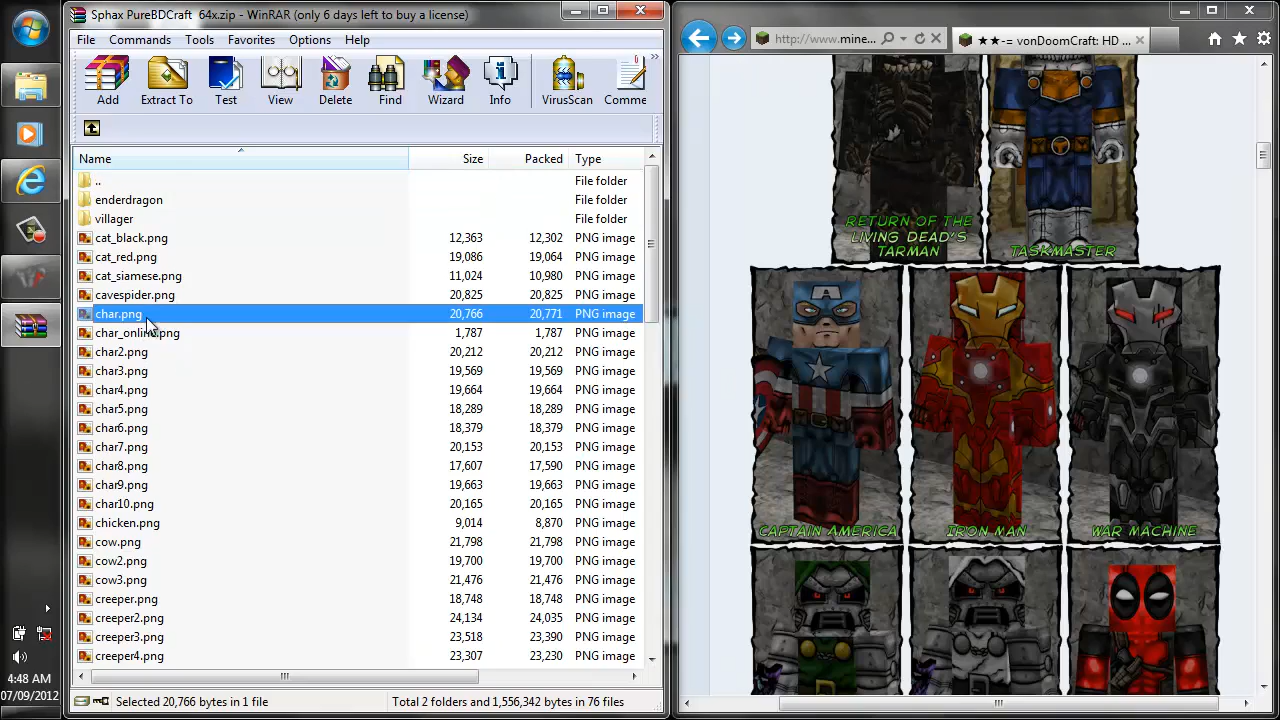 Sphax PureBDCraft 64x.zip - WinRAR (only 6 days left to buy a license)
File Commands Tools Favorites Options Help
Add Extract To Test View Delete Find Wizard Info VirusScan Comme
Name Size Packed Type
.. File folder
enderdragon File folder
villager File folder
cat_black.png 12,363 12,302 PNG image
cat_red.png 19,086 19,064 PNG image
cat_siamese.png 11,024 10,980 PNG image
cavespider.png 20,825 20,825 PNG image
char.png 20,766 20,771 PNG image
char_online.png 1,787 1,787 PNG image
char2.png 20,212 20,212 PNG image
char3.png 19,569 19,569 PNG image
char4.png 19,664 19,664 PNG image
char5.png 18,289 18,289 PNG image
char6.png 18,379 18,379 PNG image
char7.png 20,153 20,153 PNG image
char8.png 17,607 17,590 PNG image
char9.png 19,663 19,663 PNG image
char10.png 20,165 20,165 PNG image
chicken.png 9,014 8,870 PNG image
cow.png 21,795 21,798 PNG image
cow2.png 19,700 19,700 PNG image
cow3.png 21,476 21,476 PNG image
creeper.png 18,748 18,748 PNG image
creeper2.png 24,134 24,035 PNG image
creeper3.png 23,518 23,390 PNG image
creeper4.png 23,307 23,230 PNG image
Selected 20,766 bytes in 1 file Total 2 folders and 1,556,342 bytes in 76 files
4:48 AM
07/09/2012
http://www.mine...
★★-= vonDoomCraft: HD ...
RETURN OF THE
LIVING DEAD'S
TARMAN
TASKMASTER
CAPTAIN AMERICA
IRON MAN
WAR MACHINE